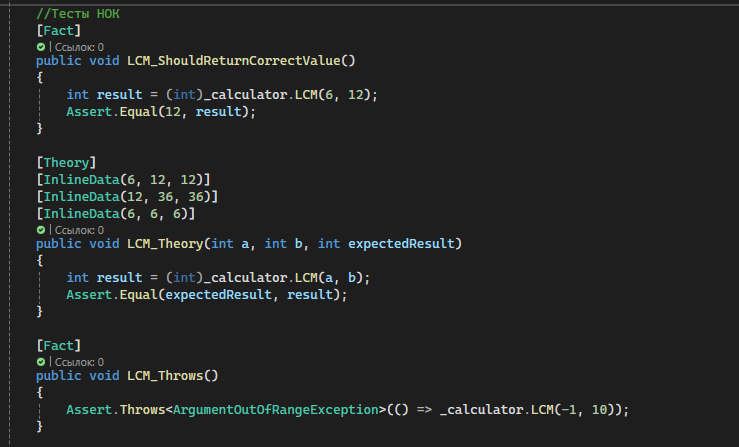 //Тесты НОК
[Fact]
| Ссылок: 0
public void LCM_ShouldReturnCorrectValue()
{
int result = (int)_calculator.LCM(6, 12);
Assert.Equal(12, result);
}
[Theory]
[InlineData(6, 12, 12)]
[InlineData(12, 36, 36)]
[InlineData(6, 6, 6)]
| Ссылок: 0
public void LCM_Theory(int a, int b, int expectedResult)
{
int result = (int)_calculator.LCM(a, b);
Assert.Equal(expectedResult, result);
}
[Fact]
| Ссылок: 0
public void LCM_Throws()
{
Assert.Throws<ArgumentOutOfRangeException>(() => _calculator.LCM(-1, 10));
}